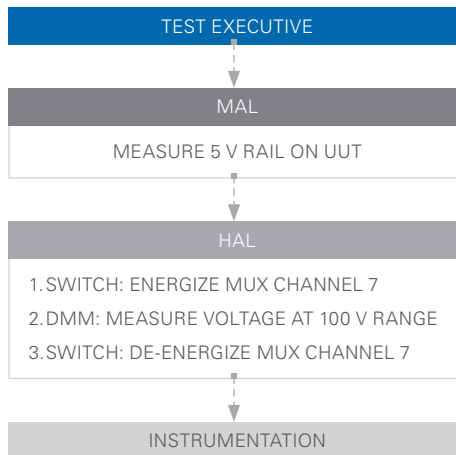 TEST EXECUTIVE
MAL
MEASURE 5 V RAIL ON UUT
HAL
1.SWITCH: ENERGIZE MUX CHANNEL 7
2.DMM: MEASURE VOLTAGE AT 100 V RANGE
3.SWITCH: DE-ENERGIZE MUX CHANNEL 7
INSTRUMENTATION